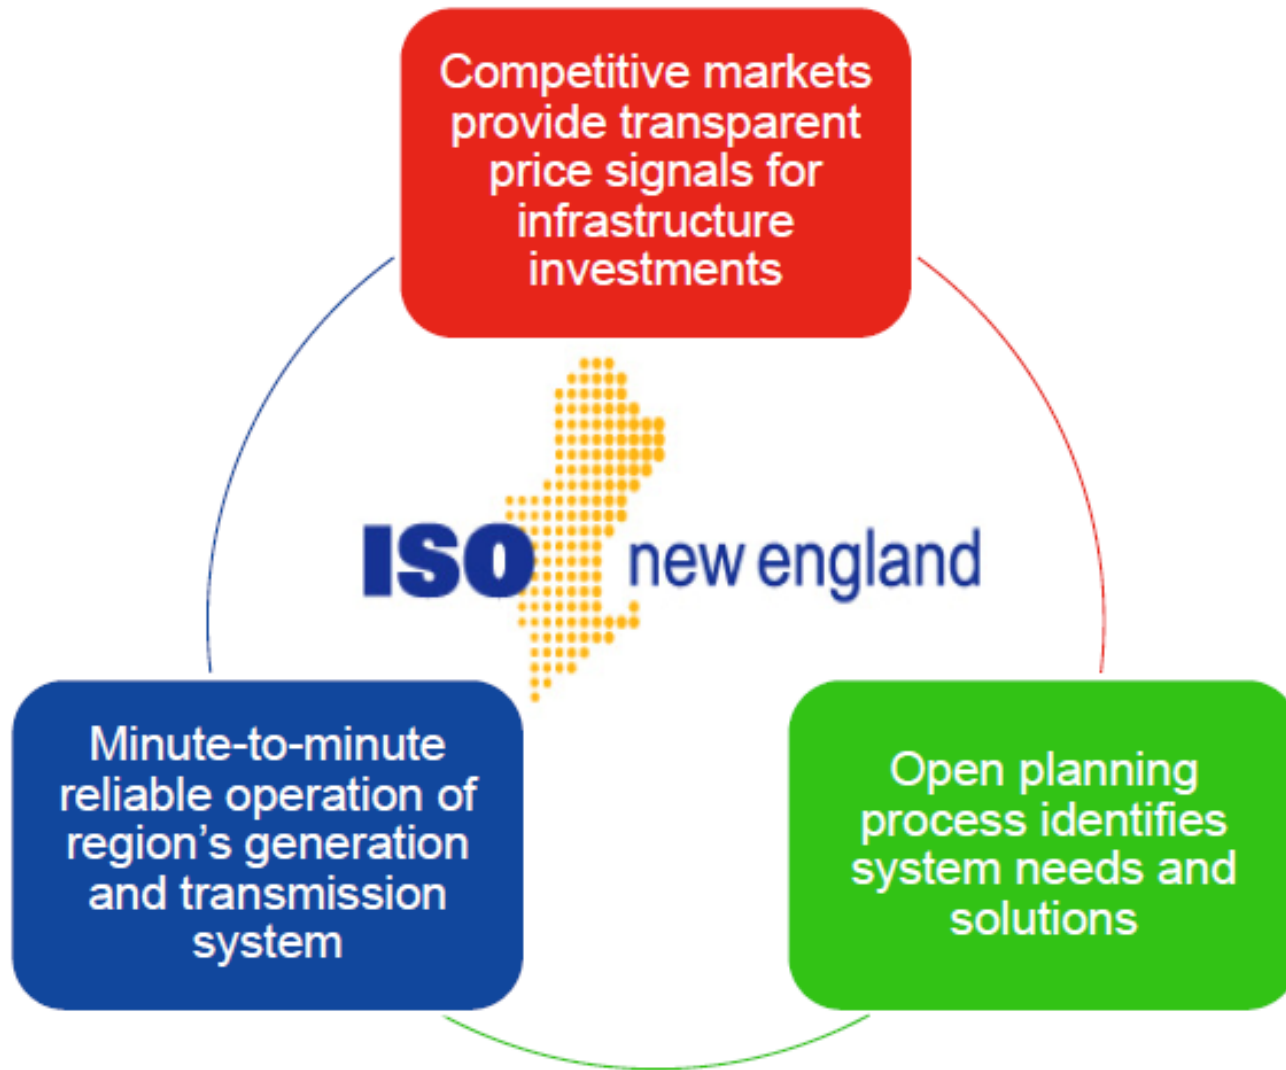 Competitive markets
provide transparent
price signals for
infrastructure
investments
ISO new england
Minute-to-minute
reliable operation of
region’s generation
and transmission
system
Open planning
process identifies
system needs and
solutions